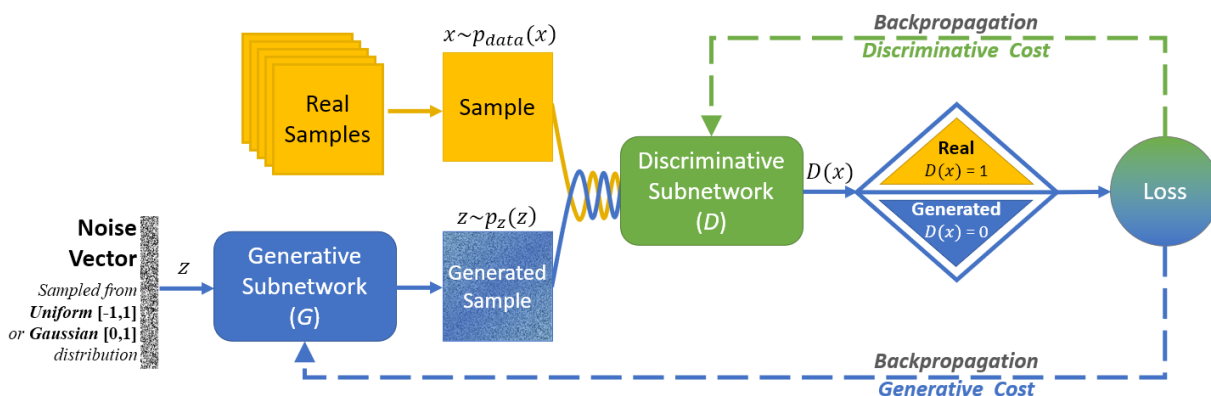 Backpropagation
Discriminative Cost
x~p_data(x)
Real
Samples
Sample
Discriminative
Subnetwork
(D)
D(x)
Real
D(x) = 1
Generated
D(x) = 0
Loss
Noise
Vector
Sampled from
Uniform [-1,1]
or Gaussian [0,1]
distribution
z
Generative
Subnetwork
(G)
z~p_z(z)
Generated
Sample
Backpropagation
Generative Cost